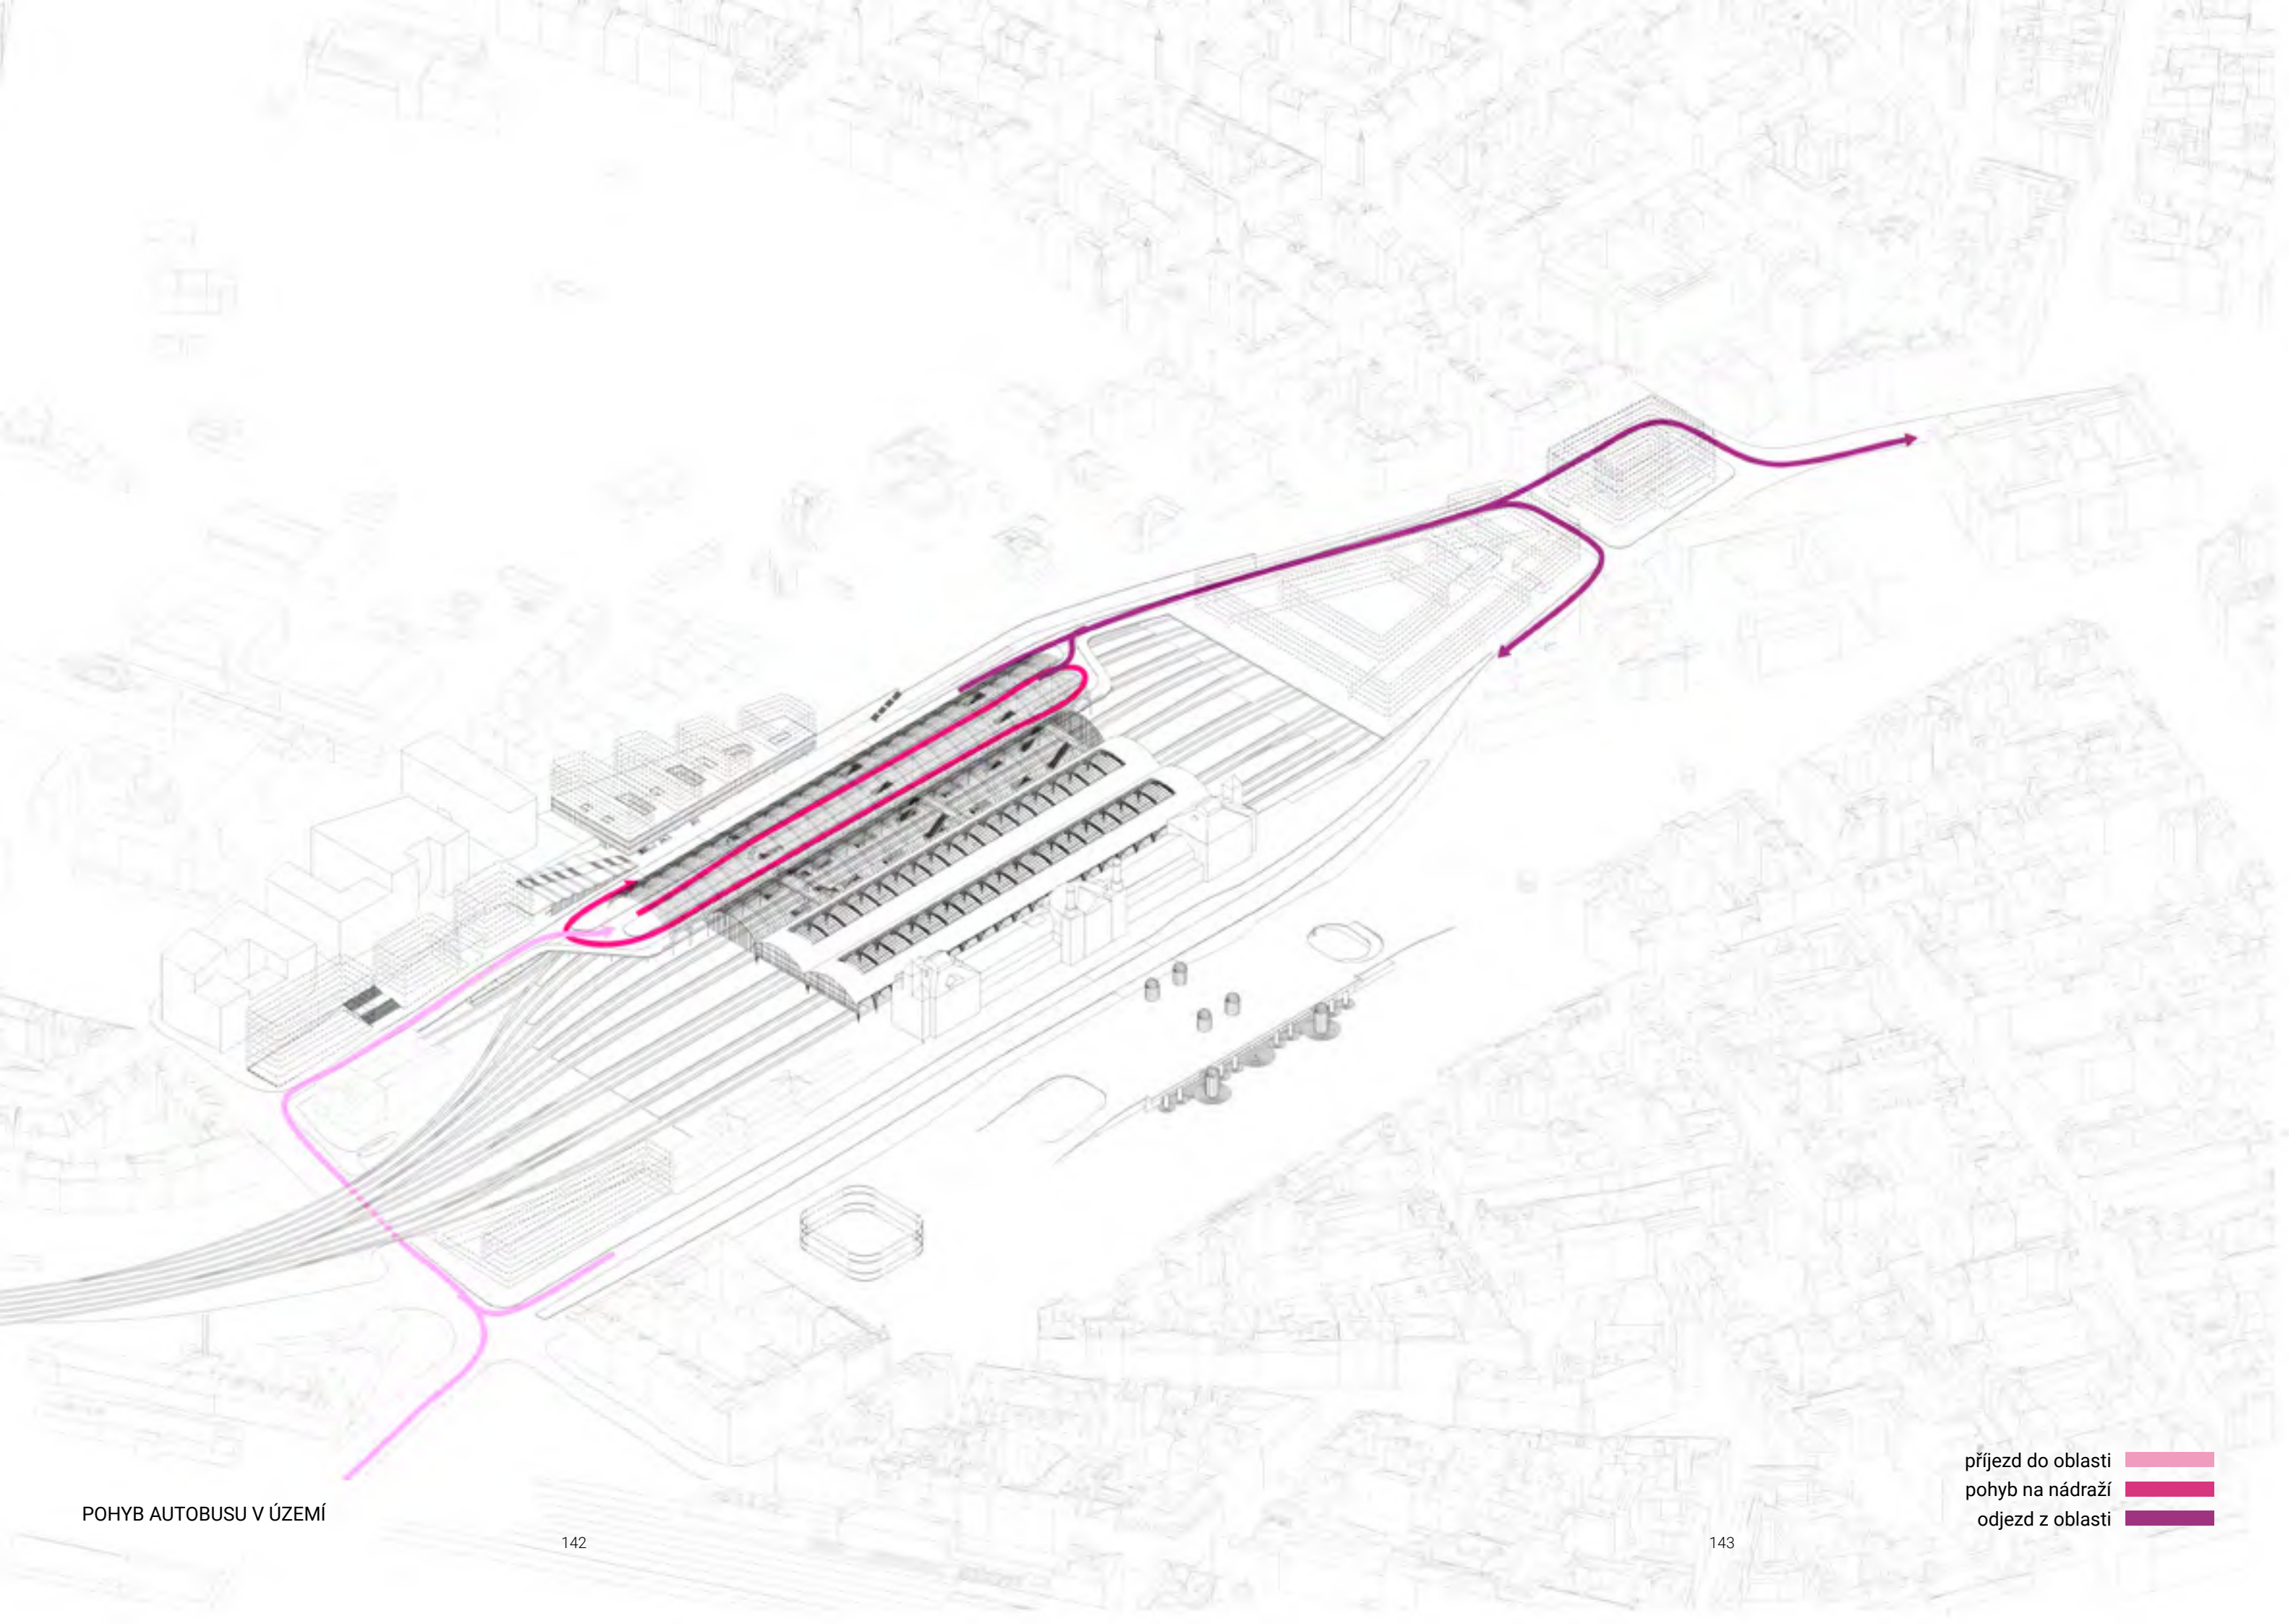 POHYB AUTOBUSU V ÚZEMÍ
142
143
příjezd do oblasti
pohyb na nádraží
odjezd z oblasti